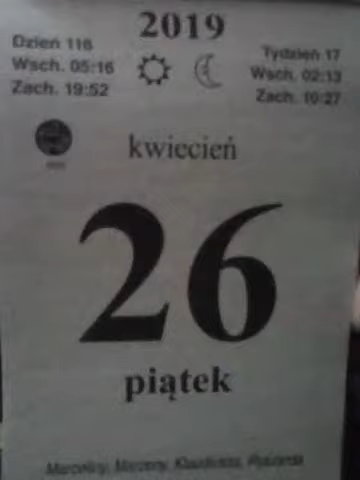 2019
Dzień 116
Wsch. 05:16
Zach. 19:52
Tydzień 17
Wsch. 02:13
Zach. 10:27
kwiecień
26
piątek
Marceliny, Marzeny, Klaudiusza, Ryszarda